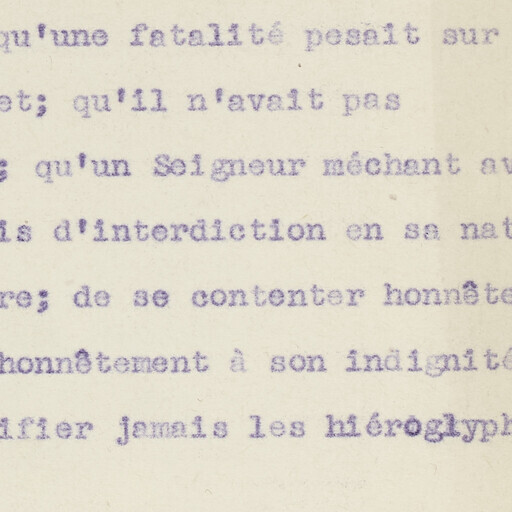 qu'une fatalité pesait sur
et; qu'il n'avait pas
; qu'un Seigneur méchant av
is d'interdiction en sa nat
re; de se contenter honnête
honnêtement à son indignité
ifier jamais les hiéroglyph